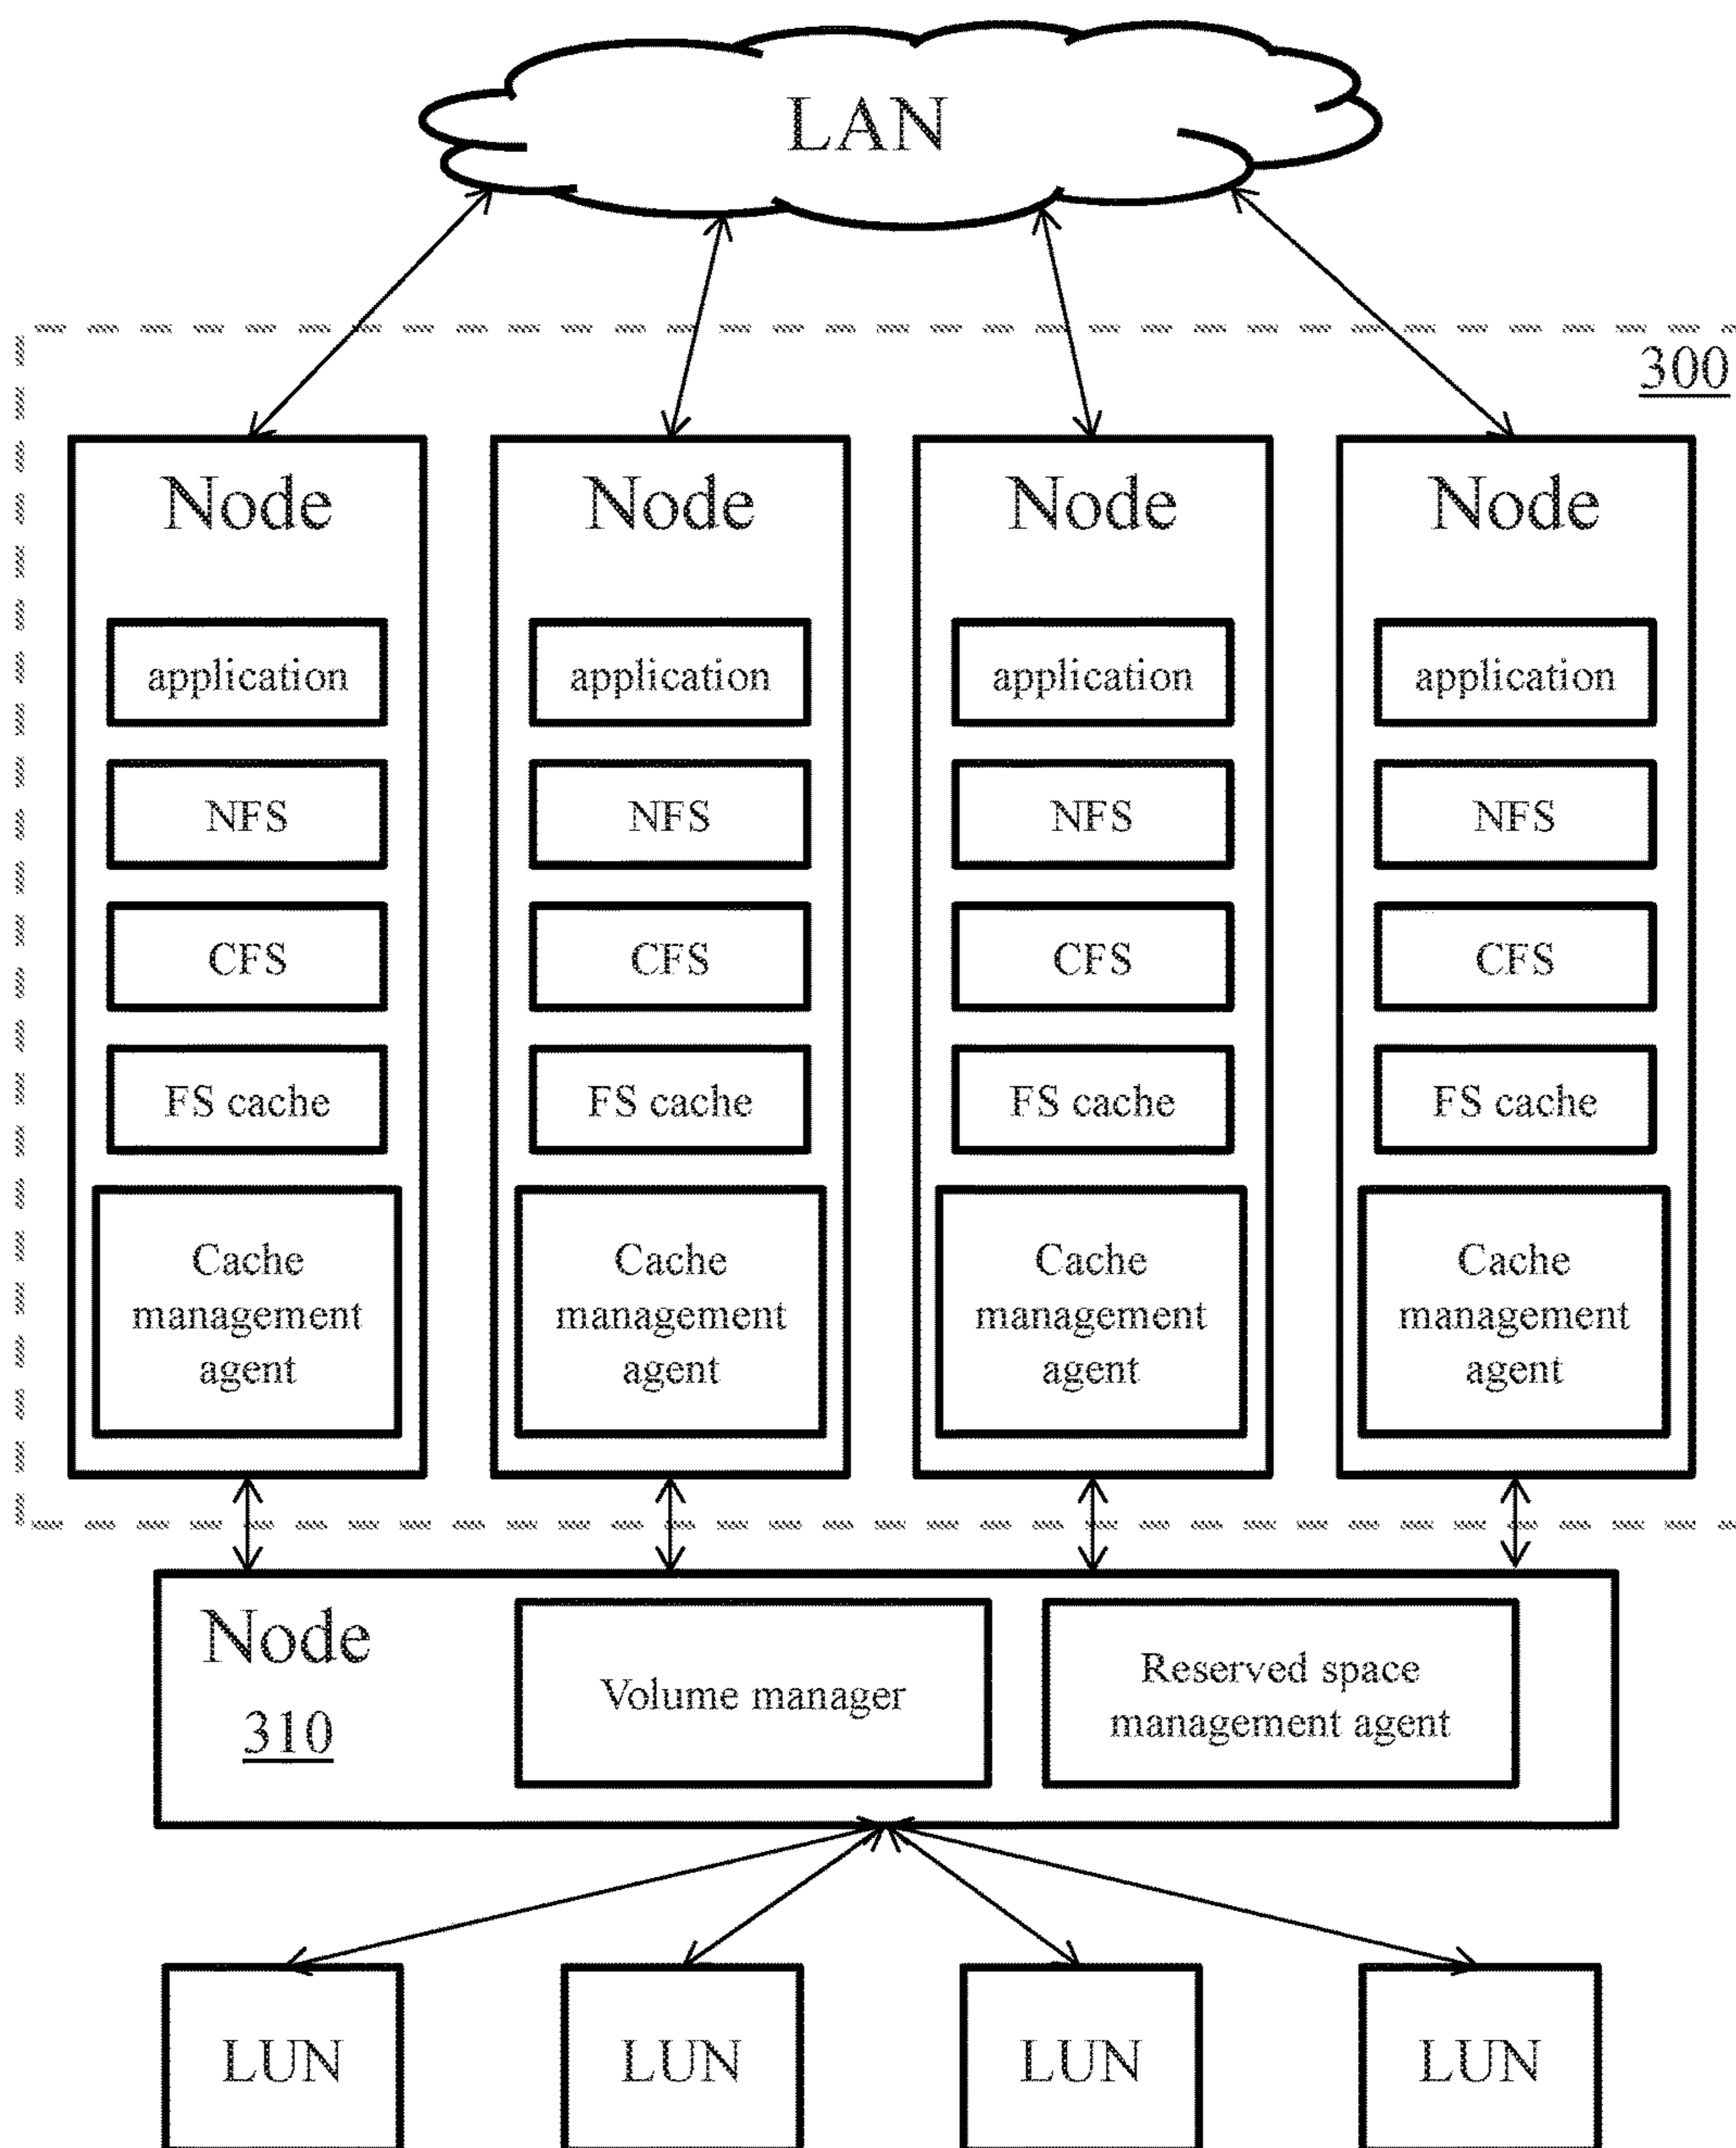 LAN
300
Node
application
NFS
CFS
FS cache
Cache
management
agent
Node
application
NFS
CFS
FS cache
Cache
management
agent
Node
application
NFS
CFS
FS cache
Cache
management
agent
Node
application
NFS
CFS
FS cache
Cache
management
agent
Node
310
Volume manager
Reserved space
management agent
LUN
LUN
LUN
LUN